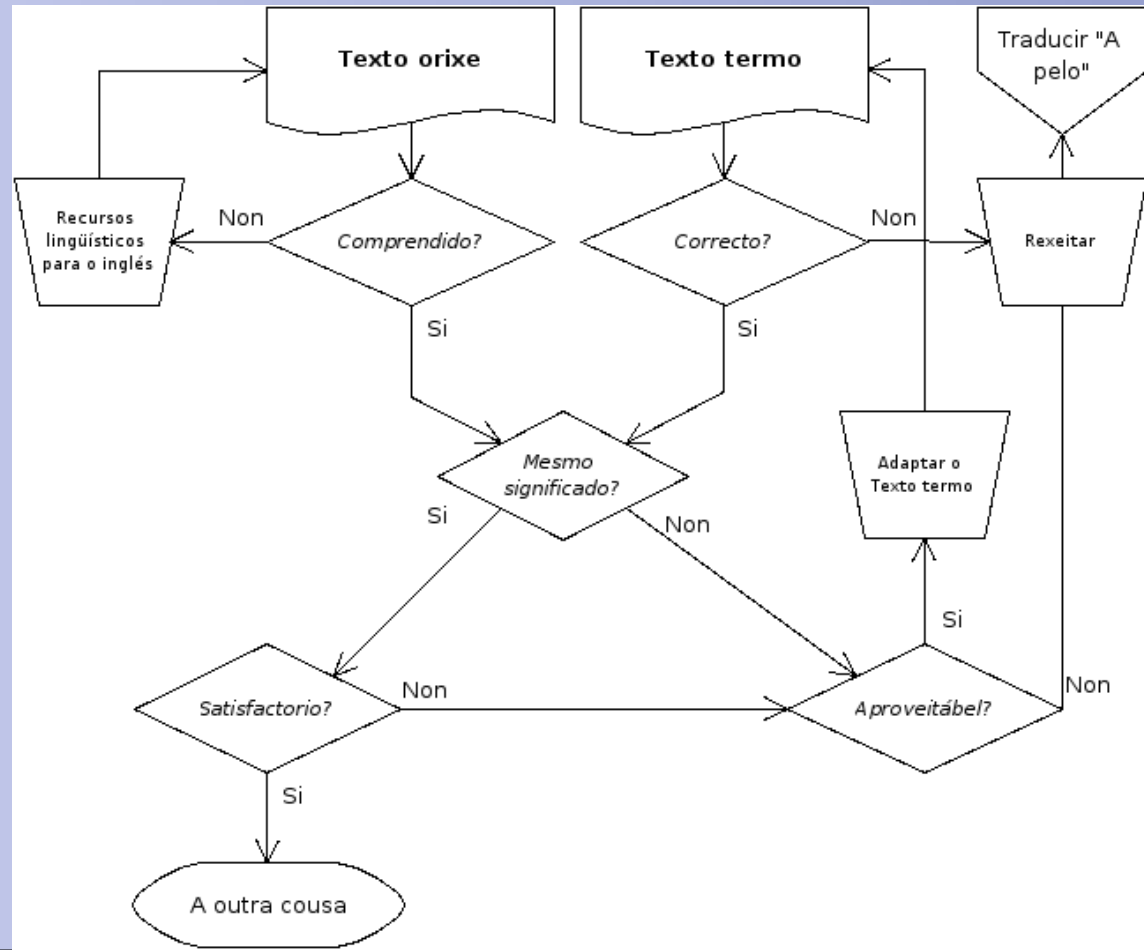 Texto orixe
Texto termo
Traducir "A
pelo"
Recursos
lingüísticos
para o inglés
Non
Comprendido?
Correcto?
Non
Rexeitar
Si
Si
Mesmo
significado?
Adaptar o
Texto termo
Si
Non
Si
Satisfactorio?
Non
Aproveitábel?
Non
Si
A outra cousa